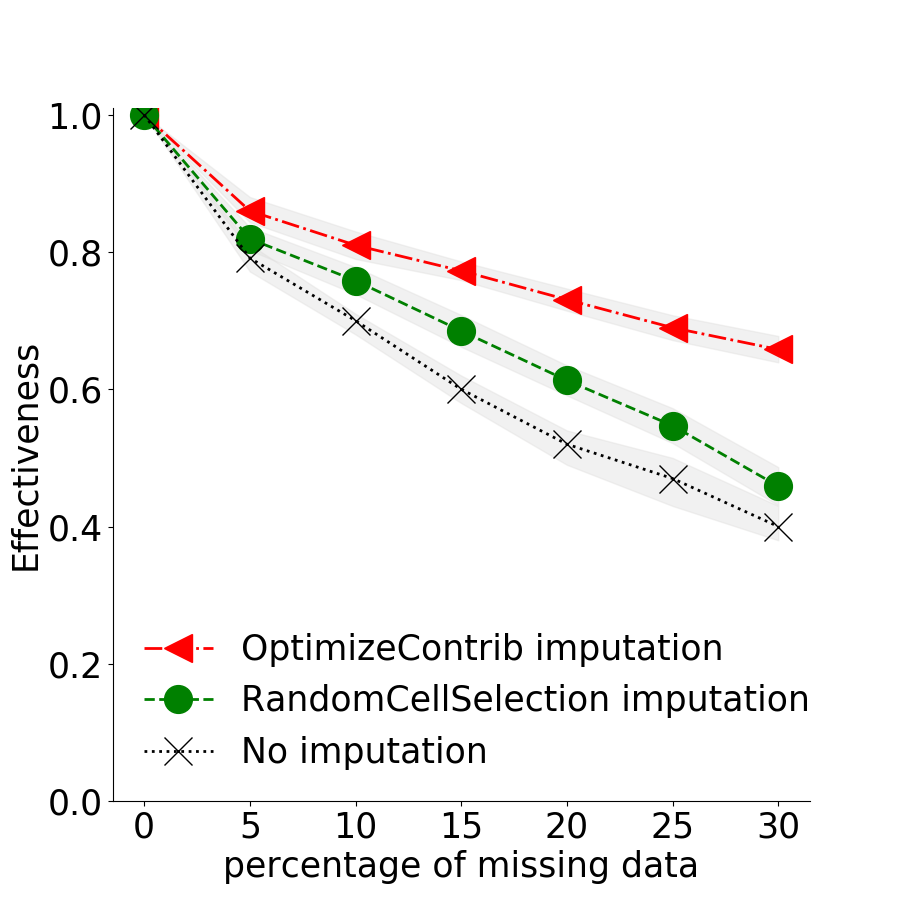 1.0
0.8
0.6
0.4
0.2
0.0
Effectiveness
OptimizeContrib imputation
RandomCellSelection imputation
No imputation
0 5 10 15 20 25 30
percentage of missing data